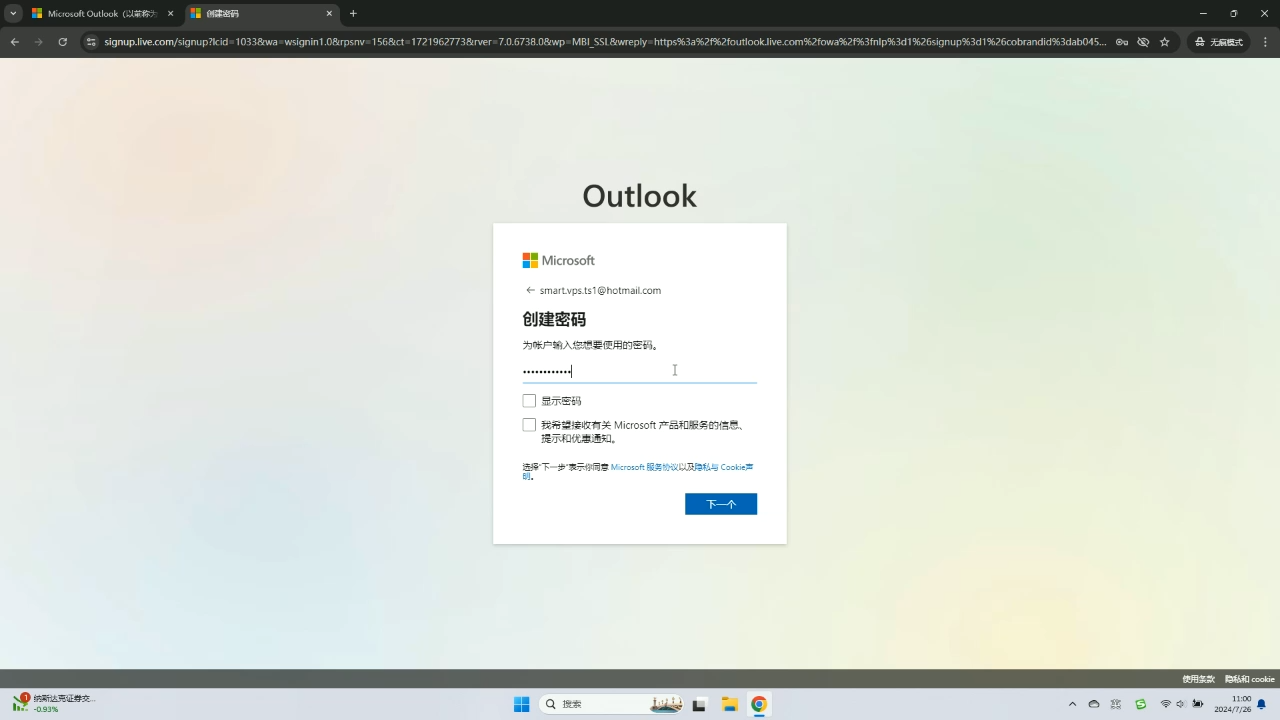 Microsoft Outlook (以前称为
创建密码
signup.live.com/signup?lcid=1033&wa=wsignin1.0&rpsnv=156&ct=1721962773&rver=7.0.6738.0&wp=MBI_SSL&wreply=https%3a%2f%2foutlook.live.com%2fowa%2f%3fnlp%3d1%26signup%3d1%26cobrandid%3dab045...
无痕模式
Outlook
Microsoft
smart.vps.ts1@hotmail.com
创建密码
为帐户输入您想要使用的密码。
••••••••••••
显示密码
我希望接收有关 Microsoft 产品和服务的信息、
提示和优惠通知。
选择"下一步"表示你同意 Microsoft 服务协议以及隐私与 Cookie声
明。
下一个
使用条款 隐私和 cookie
1
纳斯达克证券交...
-0.93%
搜索
11:00
2024/7/26